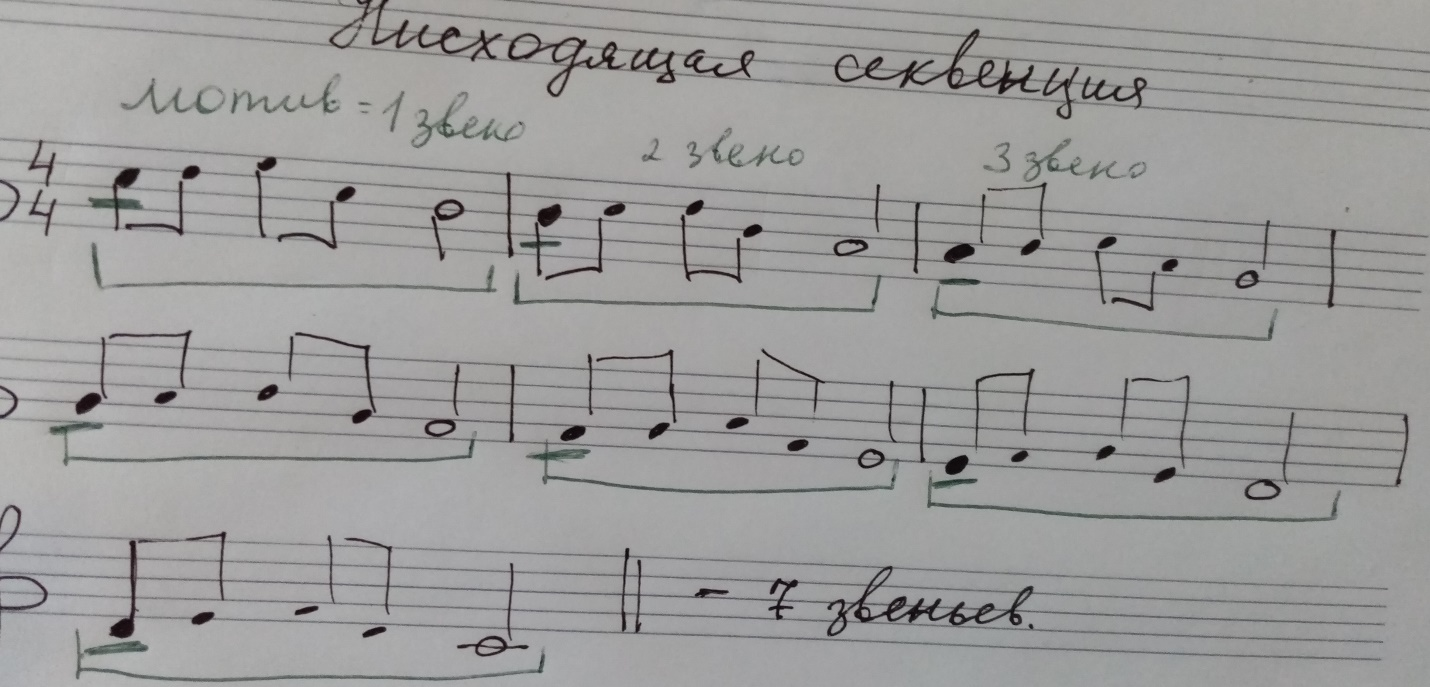 Нисходящая секвенция
мотив = 1 звено 2 звено 3 звено
4
4
- 7 звеньев.